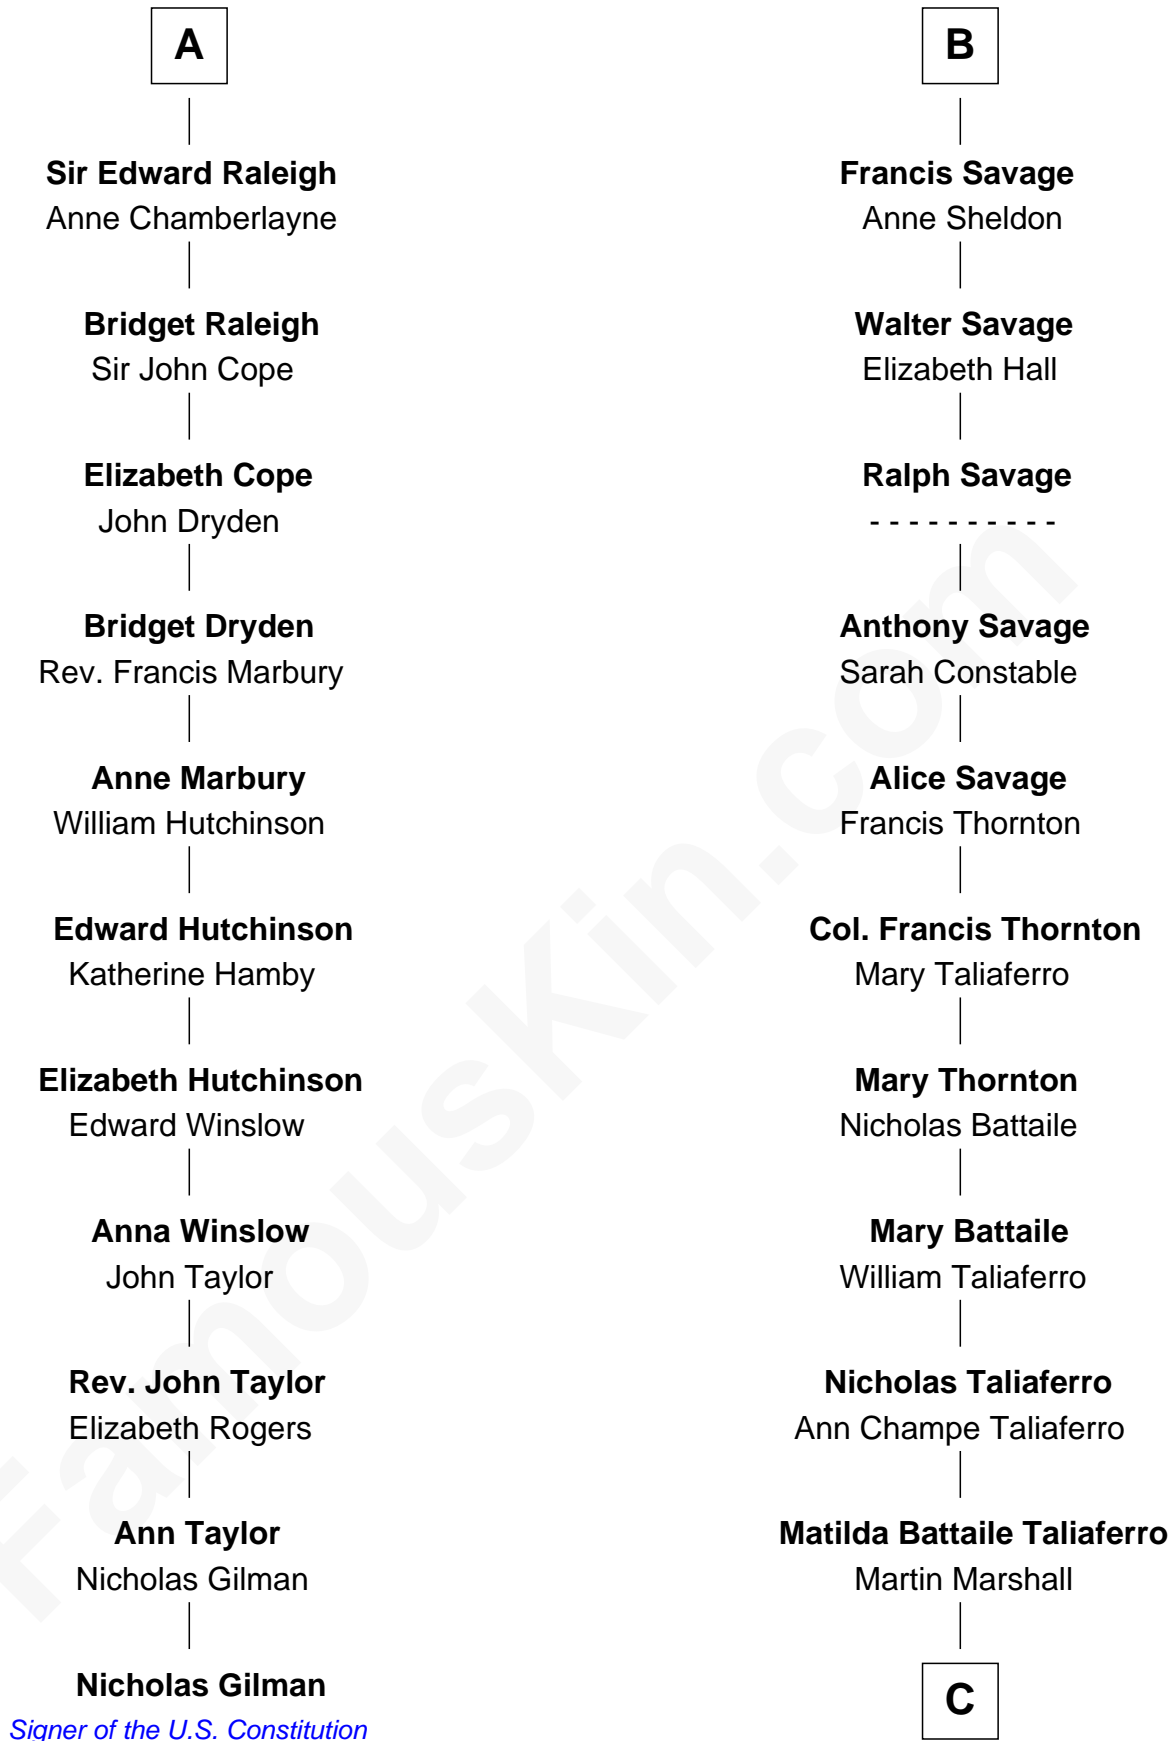 A
Sir Edward Raleigh
Anne Chamberlayne
Bridget Raleigh
Sir John Cope
Elizabeth Cope
John Dryden
Bridget Dryden
Rev. Francis Marbury
Anne Marbury
William Hutchinson
Edward Hutchinson
Katherine Hamby
Elizabeth Hutchinson
Edward Winslow
Anna Winslow
John Taylor
Rev. John Taylor
Elizabeth Rogers
Ann Taylor
Nicholas Gilman
Nicholas Gilman
Signer of the U.S. Constitution
B
Francis Savage
Anne Sheldon
Walter Savage
Elizabeth Hall
Ralph Savage
- - - - - - - - - -
Anthony Savage
Sarah Constable
Alice Savage
Francis Thornton
Col. Francis Thornton
Mary Taliaferro
Mary Thornton
Nicholas Battaile
Mary Battaile
William Taliaferro
Nicholas Taliaferro
Ann Champe Taliaferro
Matilda Battaile Taliaferro
Martin Marshall
C
FamousKin.com